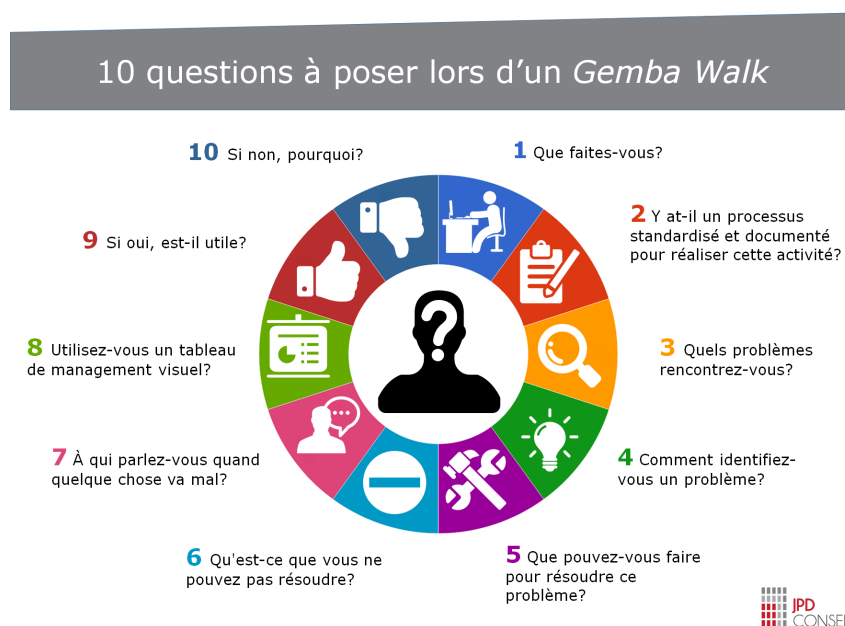 10 questions à poser lors d’un Gemba Walk
1 Que faites-vous?
2 Y at-il un processus
standardisé et documenté
pour réaliser cette activité?
3 Quels problèmes
rencontrez-vous?
4 Comment identifiez-
vous un problème?
5 Que pouvez-vous faire
pour résoudre ce
problème?
6 Qu'est-ce que vous ne
pouvez pas résoudre?
7 À qui parlez-vous quand
quelque chose va mal?
8 Utilisez-vous un tableau
de management visuel?
9 Si oui, est-il utile?
10 Si non, pourquoi?
?
JPD
CONSEI